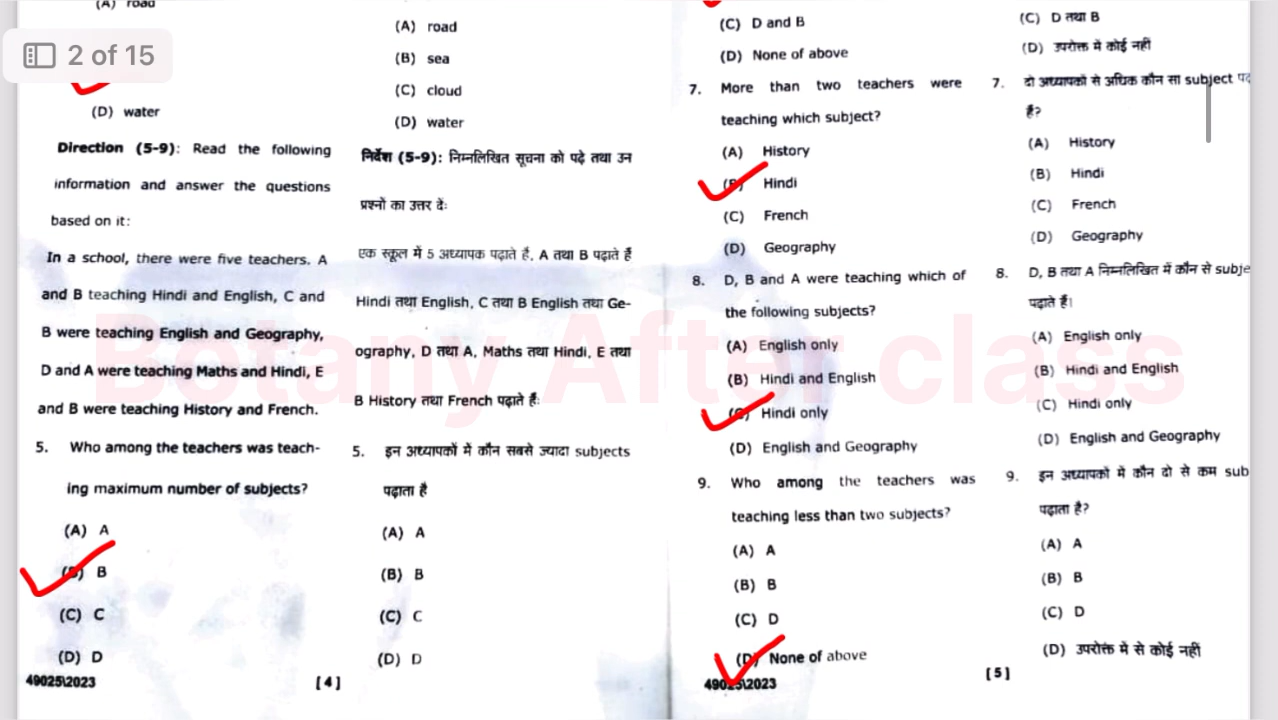 (A) road
2 of 15
(D) water
Direction (5-9): Read the following
information and answer the questions
based on it:
In a school, there were five teachers. A
and B teaching Hindi and English, C and
B were teaching English and Geography,
D and A were teaching Maths and Hindi, E
and B were teaching History and French.
5. Who among the teachers was teach-
ing maximum number of subjects?
(A) A
B
(C) C
(D) D
49025\2023
[4]
(A) road
(B) sea
(C) cloud
(D) water
निर्देश (5-9): निम्नलिखित सूचना को पढ़े तथा उन
प्रश्नों का उत्तर दें:
एक स्कूल में 5 अध्यापक पढ़ाते हैं, A तथा B पढ़ाते हैं
Hindi तथा English, C तथा B English तथा Ge-
ography, D तथा A, Maths तथा Hindi, E तथा
B History तथा French पढ़ाते हैं:
5. इन अध्यापकों में कौन सबसे ज्यादा subjects
पढ़ाता है
(A) A
(B) B
(C) C
(D) D
(C) D and B
(D) None of above
7. More than two teachers were
teaching which subject?
(A) History
Hindi
(C) French
(D) Geography
8. D, B and A were teaching which of
the following subjects?
(A) English only
(B) Hindi and English
Hindi only
(D) English and Geography
9. Who among the teachers was
teaching less than two subjects?
(A) A
(B) B
(C) D
(D) None of above
49025\2023
[5]
(C) D तथा B
(D) उपरोक्त में कोई नहीं
7. दो अध्यापकों से अधिक कौन सा subject
हैं?
(A) History
(B) Hindi
(C) French
(D) Geography
8. D, B तथा A निम्नलिखित में कौन से subje
पढ़ाते हैं।
(A) English only
(B) Hindi and English
(C) Hindi only
(D) English and Geography
9. इन अध्यापकों में कौन दो से कम sub
पढ़ाता है?
(A) A
(B) B
(C) D
(D) उपरोक्त में से कोई नहीं
Botany After class